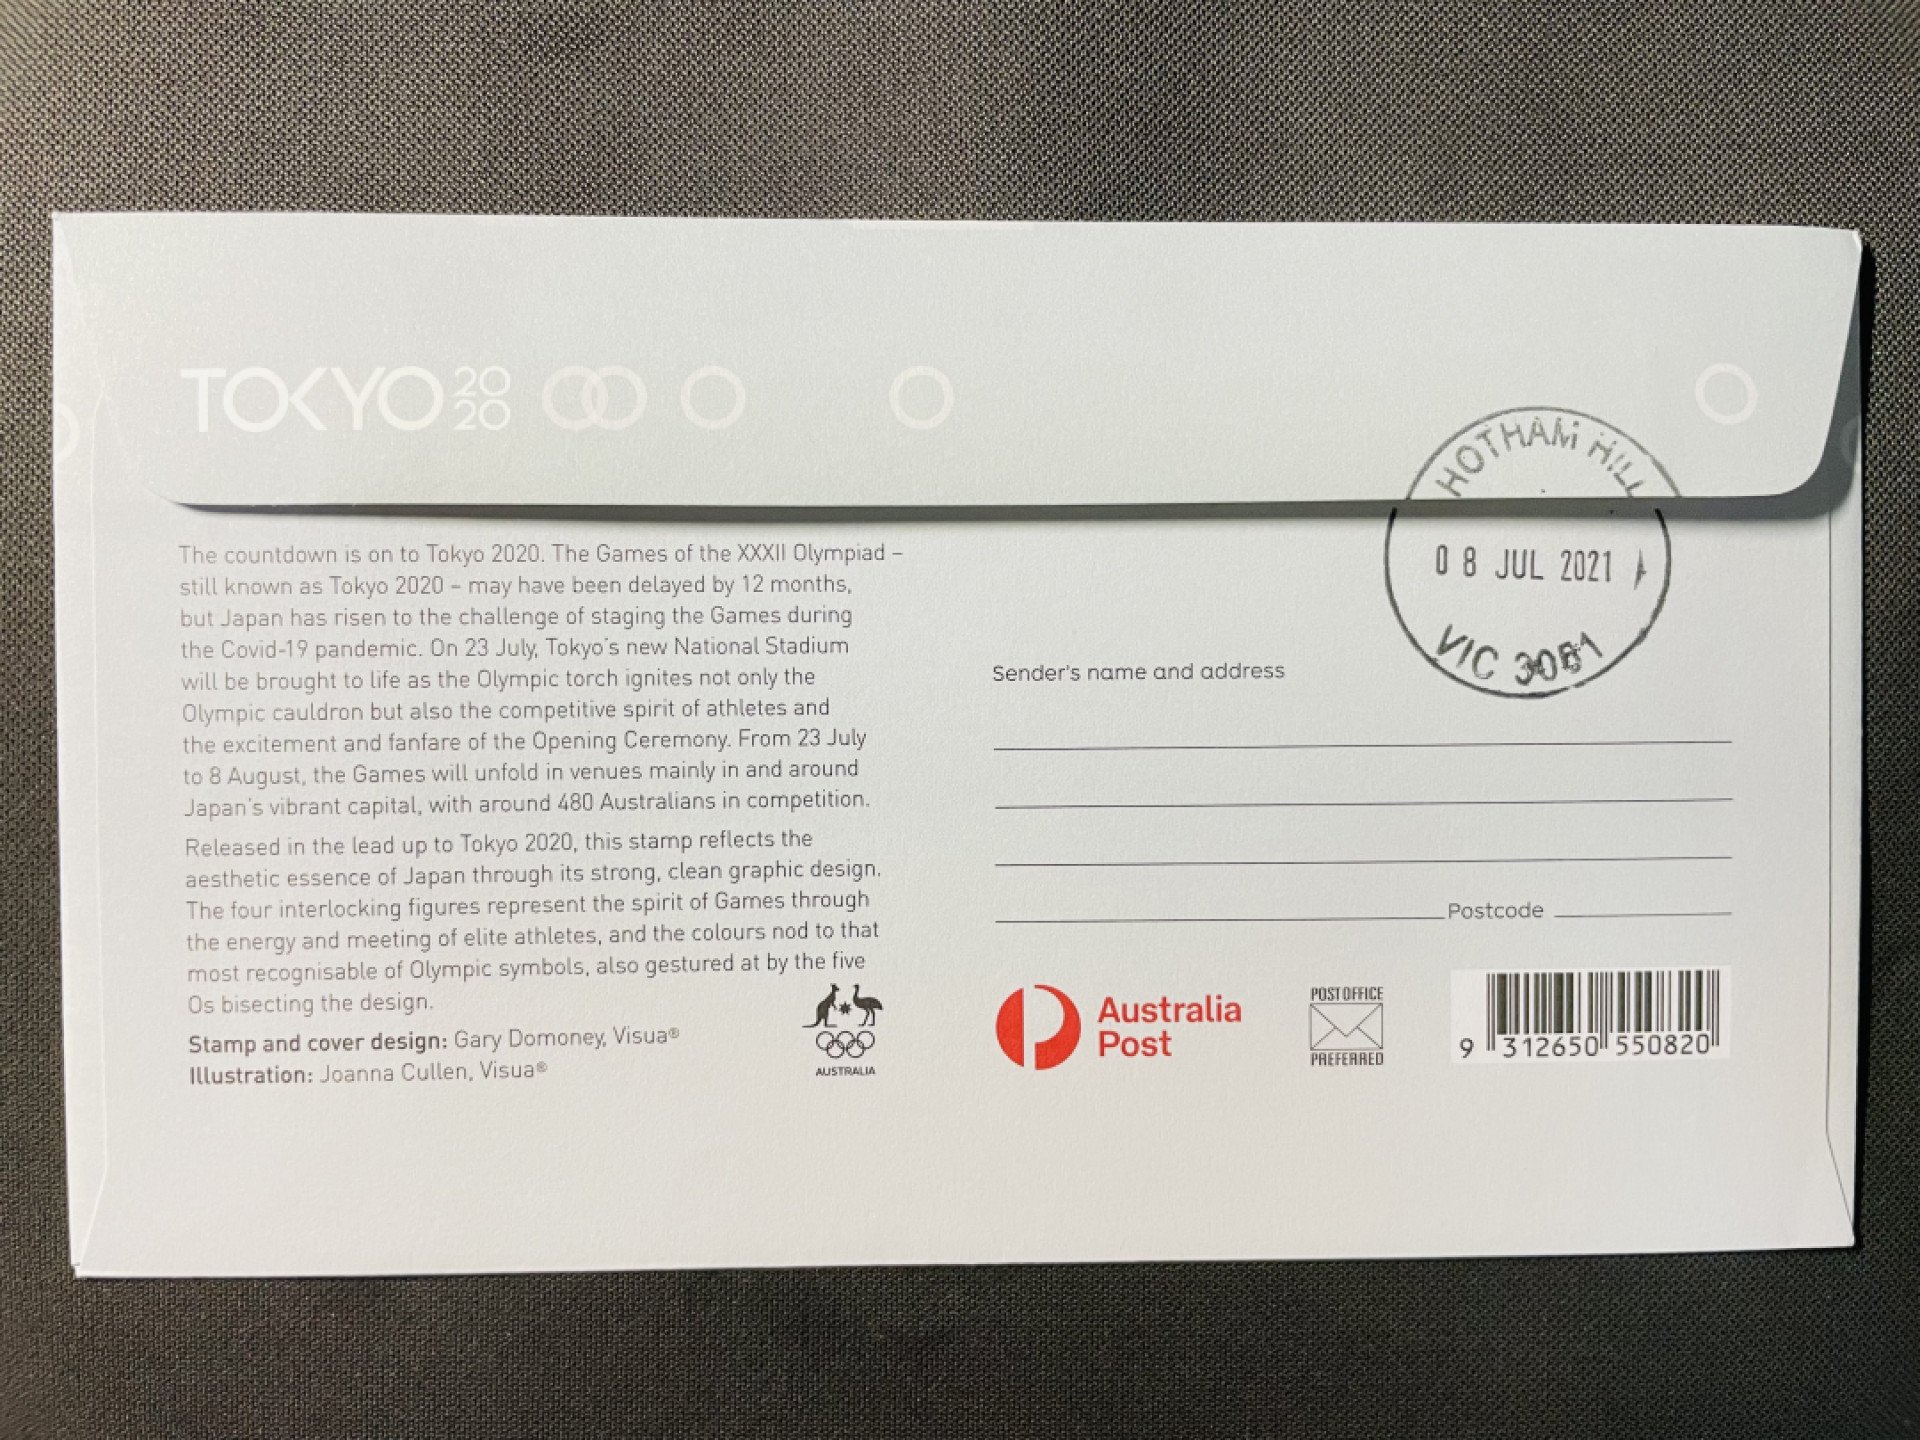 TOKYO 2020
HOTHAM HILL
08 JUL 2021
VIC
The countdown is on to Tokyo 2020. The Games of the XXXII Olympiad –
still known as Tokyo 2020 – may have been delayed by 12 months,
but Japan has risen to the challenge of staging the Games during
the Covid-19 pandemic. On 23 July, Tokyo's new National Stadium
will be brought to life as the Olympic torch ignites not only the
Olympic cauldron but also the competitive spirit of athletes and
the excitement and fanfare of the Opening Ceremony. From 23 July
to 8 August, the Games will unfold in venues mainly in and around
Japan's vibrant capital, with around 480 Australians in competition.
Released in the lead up to Tokyo 2020, this stamp reflects the
aesthetic essence of Japan through its strong, clean graphic design.
The four interlocking figures represent the spirit of Games through
the energy and meeting of elite athletes, and the colours nod to that
most recognisable of Olympic symbols, also gestured at by the five
Os bisecting the design.
Stamp and cover design: Gary Domoney, Visua®
Illustration: Joanna Cullen, Visua®
AUSTRALIA
Sender's name and address
Postcode
Australia
Post
POST OFFICE
PREFERRED
9 312650 550820